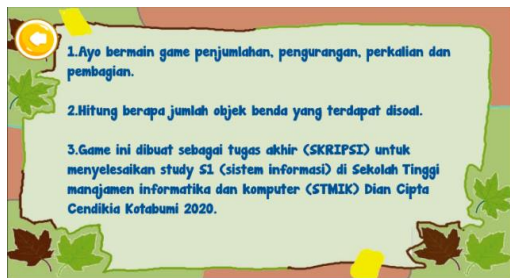 1.Ayo bermain game penjumlahan, pengurangan, perkalian dan
pembagian.
2.Hitung berapa jumlah objek benda yang terdapat disoal.
3.Game ini dibuat sebagai tugas akhir (SKRIPSI) untuk
menyelesaikan study S1 (sistem informasi) di Sekolah Tinggi
manajamen informatika dan komputer (STMIK) Dian Cipta
Cendikia Kotabumi 2020.